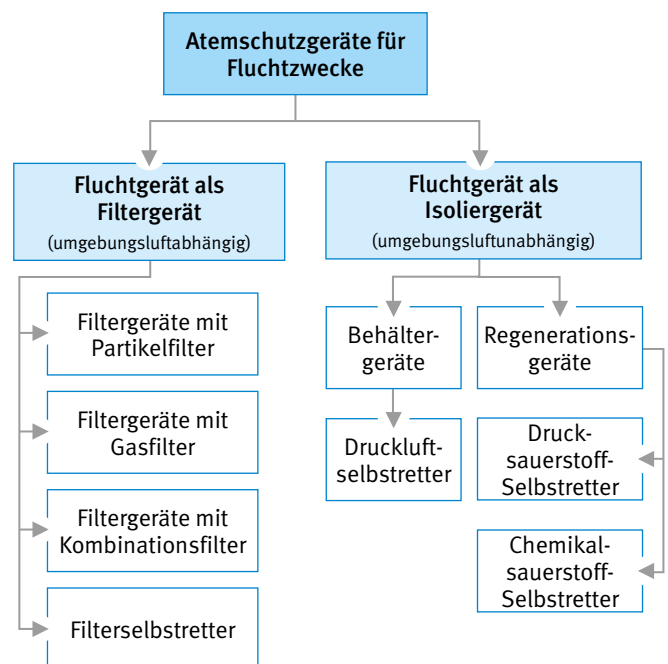 Atemschutzgeräte für
Fluchtzwecke
Fluchtgerät als
Filtergerät
(umgebungsluftabhängig)
Filtergeräte mit
Partikelfilter
Filtergeräte mit
Gasfilter
Filtergeräte mit
Kombinationsfilter
Filterselbstretter
Fluchtgerät als
Isoliergerät
(umgebungsluftunabhängig)
Behälter-
geräte
Druckluft-
selbstretter
Regenerations-
geräte
Druck-
sauerstoff-
Selbstretter
Chemikal-
sauerstoff-
Selbstretter